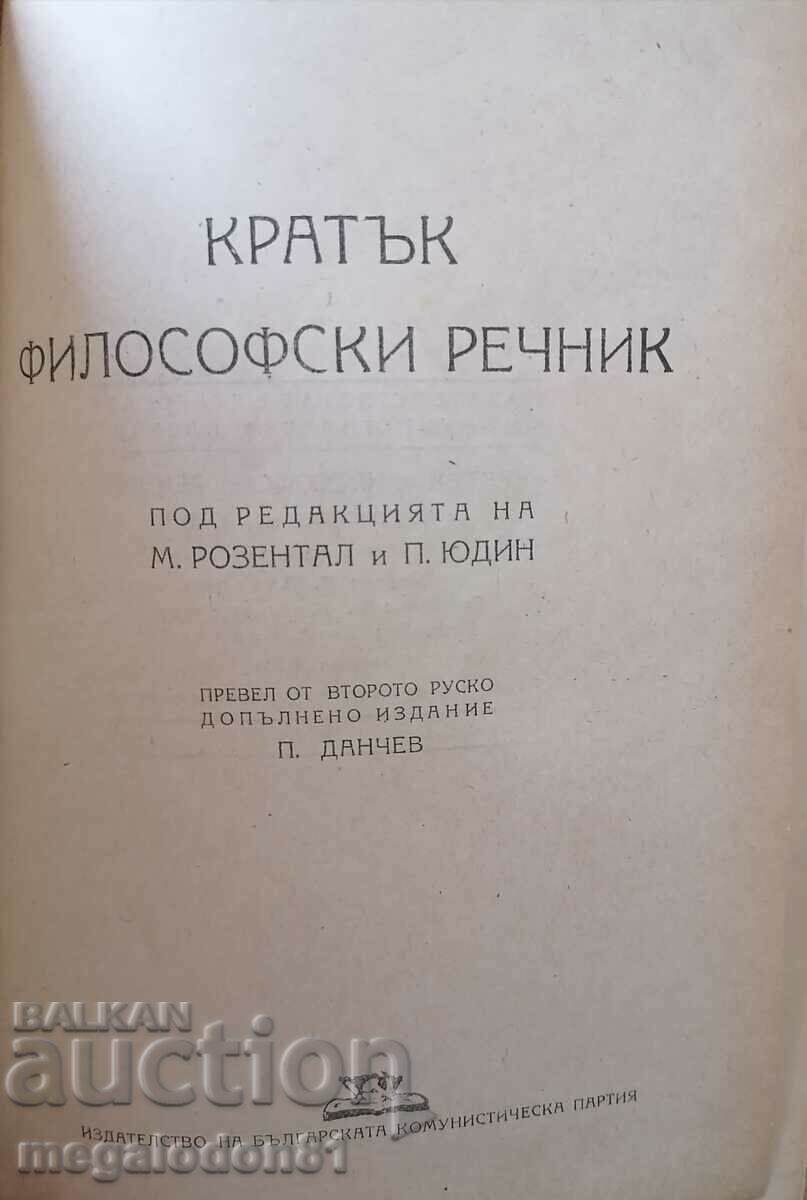 КРАТЪК
ФИЛОСОФСКИ РЕЧНИК
ПОД РЕДАКЦИЯТА НА
М. РОЗЕНТАЛ и П. ЮДИН
ПРЕВЕЛ ОТ ВТОРОТО РУСКО
ДОПЪЛНЕНО ИЗДАНИЕ
П. ДАНЧЕВ
BALKAN
auction
ИЗДАТЕЛСТВО НА БЪЛГАРСКАТА КОМУНИСТИЧЕСКА ПАРТИЯ
megalodon81